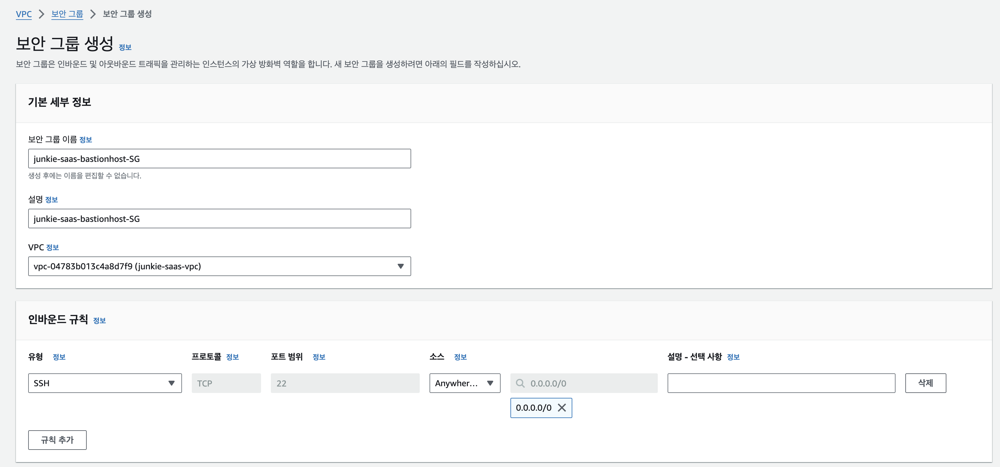 VPC > 보안 그룹 > 보안 그룹 생성
보안 그룹 생성 정보
보안 그룹은 인바운드 및 아웃바운드 트래픽을 관리하는 인스턴스의 가상 방화벽 역할을 합니다. 새 보안 그룹을 생성하려면 아래의 필드를 작성하십시오.
기본 세부 정보
보안 그룹 이름 정보
junkie-saas-bastionhost-SG
생성 후에는 이름을 편집할 수 없습니다.
설명 정보
junkie-saas-bastionhost-SG
VPC 정보
vpc-04783b013c4a8d7f9 (junkie-saas-vpc)
인바운드 규칙 정보
유형 정보 프로토콜 정보 포트 범위 정보 소스 정보 설명 - 선택 사항 정보
SSH TCP 22 Anywher... 0.0.0.0/0 삭제
0.0.0.0/0
규칙 추가